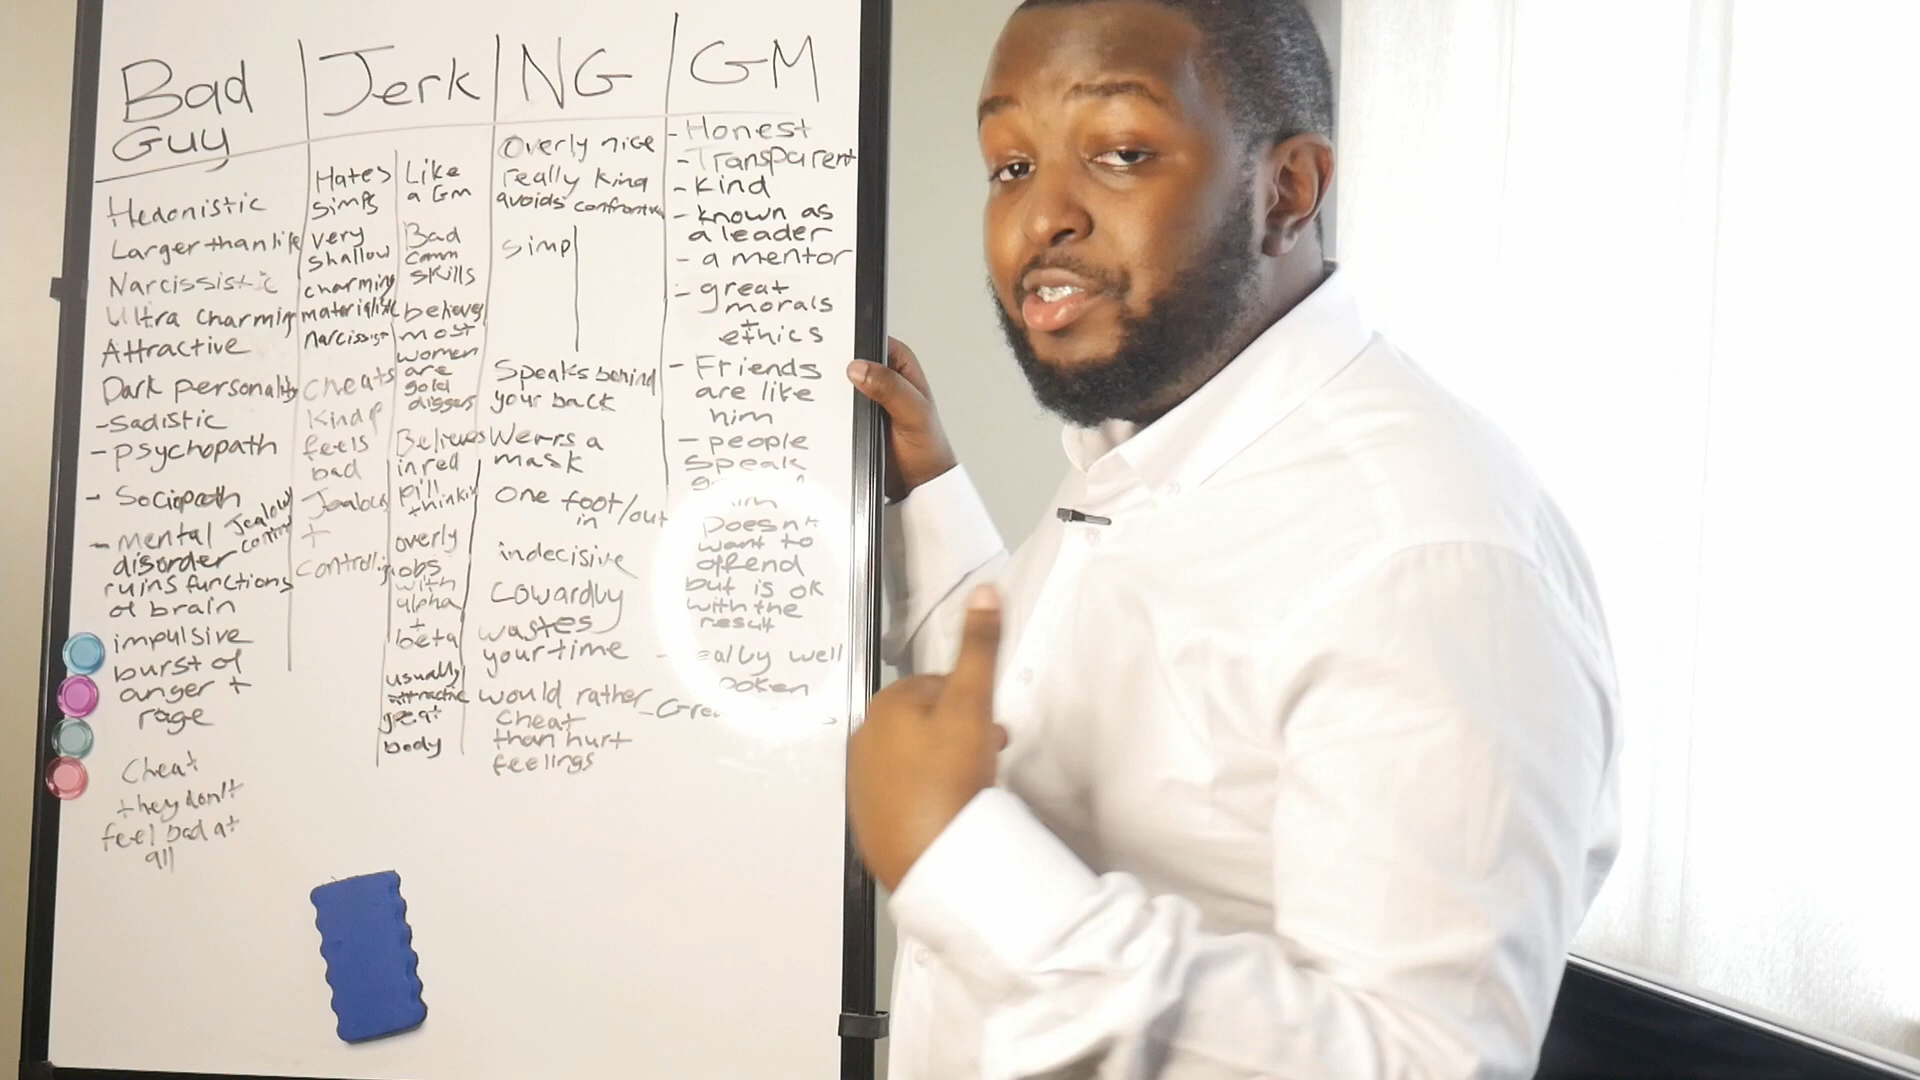 Bad
Guy
Hedonistic
Larger than life
Narcissistic
Ultra charming
Attractive
Dark personality
-Sadistic
-psychopath
- Sociopath
-mental
Jealous
disorder
ruins functions
of brain
impulsive
burst of
anger +
rage
Cheat
they don't
feel bad at
all
Jerk
Hates
simps
very
shallow
charming
materialistic
narcissist
cheats
kind of
feels
bad
Jealous
+
controlling
Like
a Gm
Bad
comm
skills
believes
most
women
are
gold
diggers
Believes
in red
pill
thinking
overly
obs
with
alpha
+
beta
usually
great
body
NG
Overly nice
really kind
avoids
simp
Speaks behind
your back
Werrs a
mask
one foot/out
in
indecisive
Cowardluy
wastes
your time
would rather
cheat
than hurt
feelings
GM
-Honest
-Transparent
-kind
-known as
a leader
- a mentor
- great
morals
+
ethics
- Friends
are like
him
- people
speak
Doesn't
want to
offend
but is ok
with the
result
well